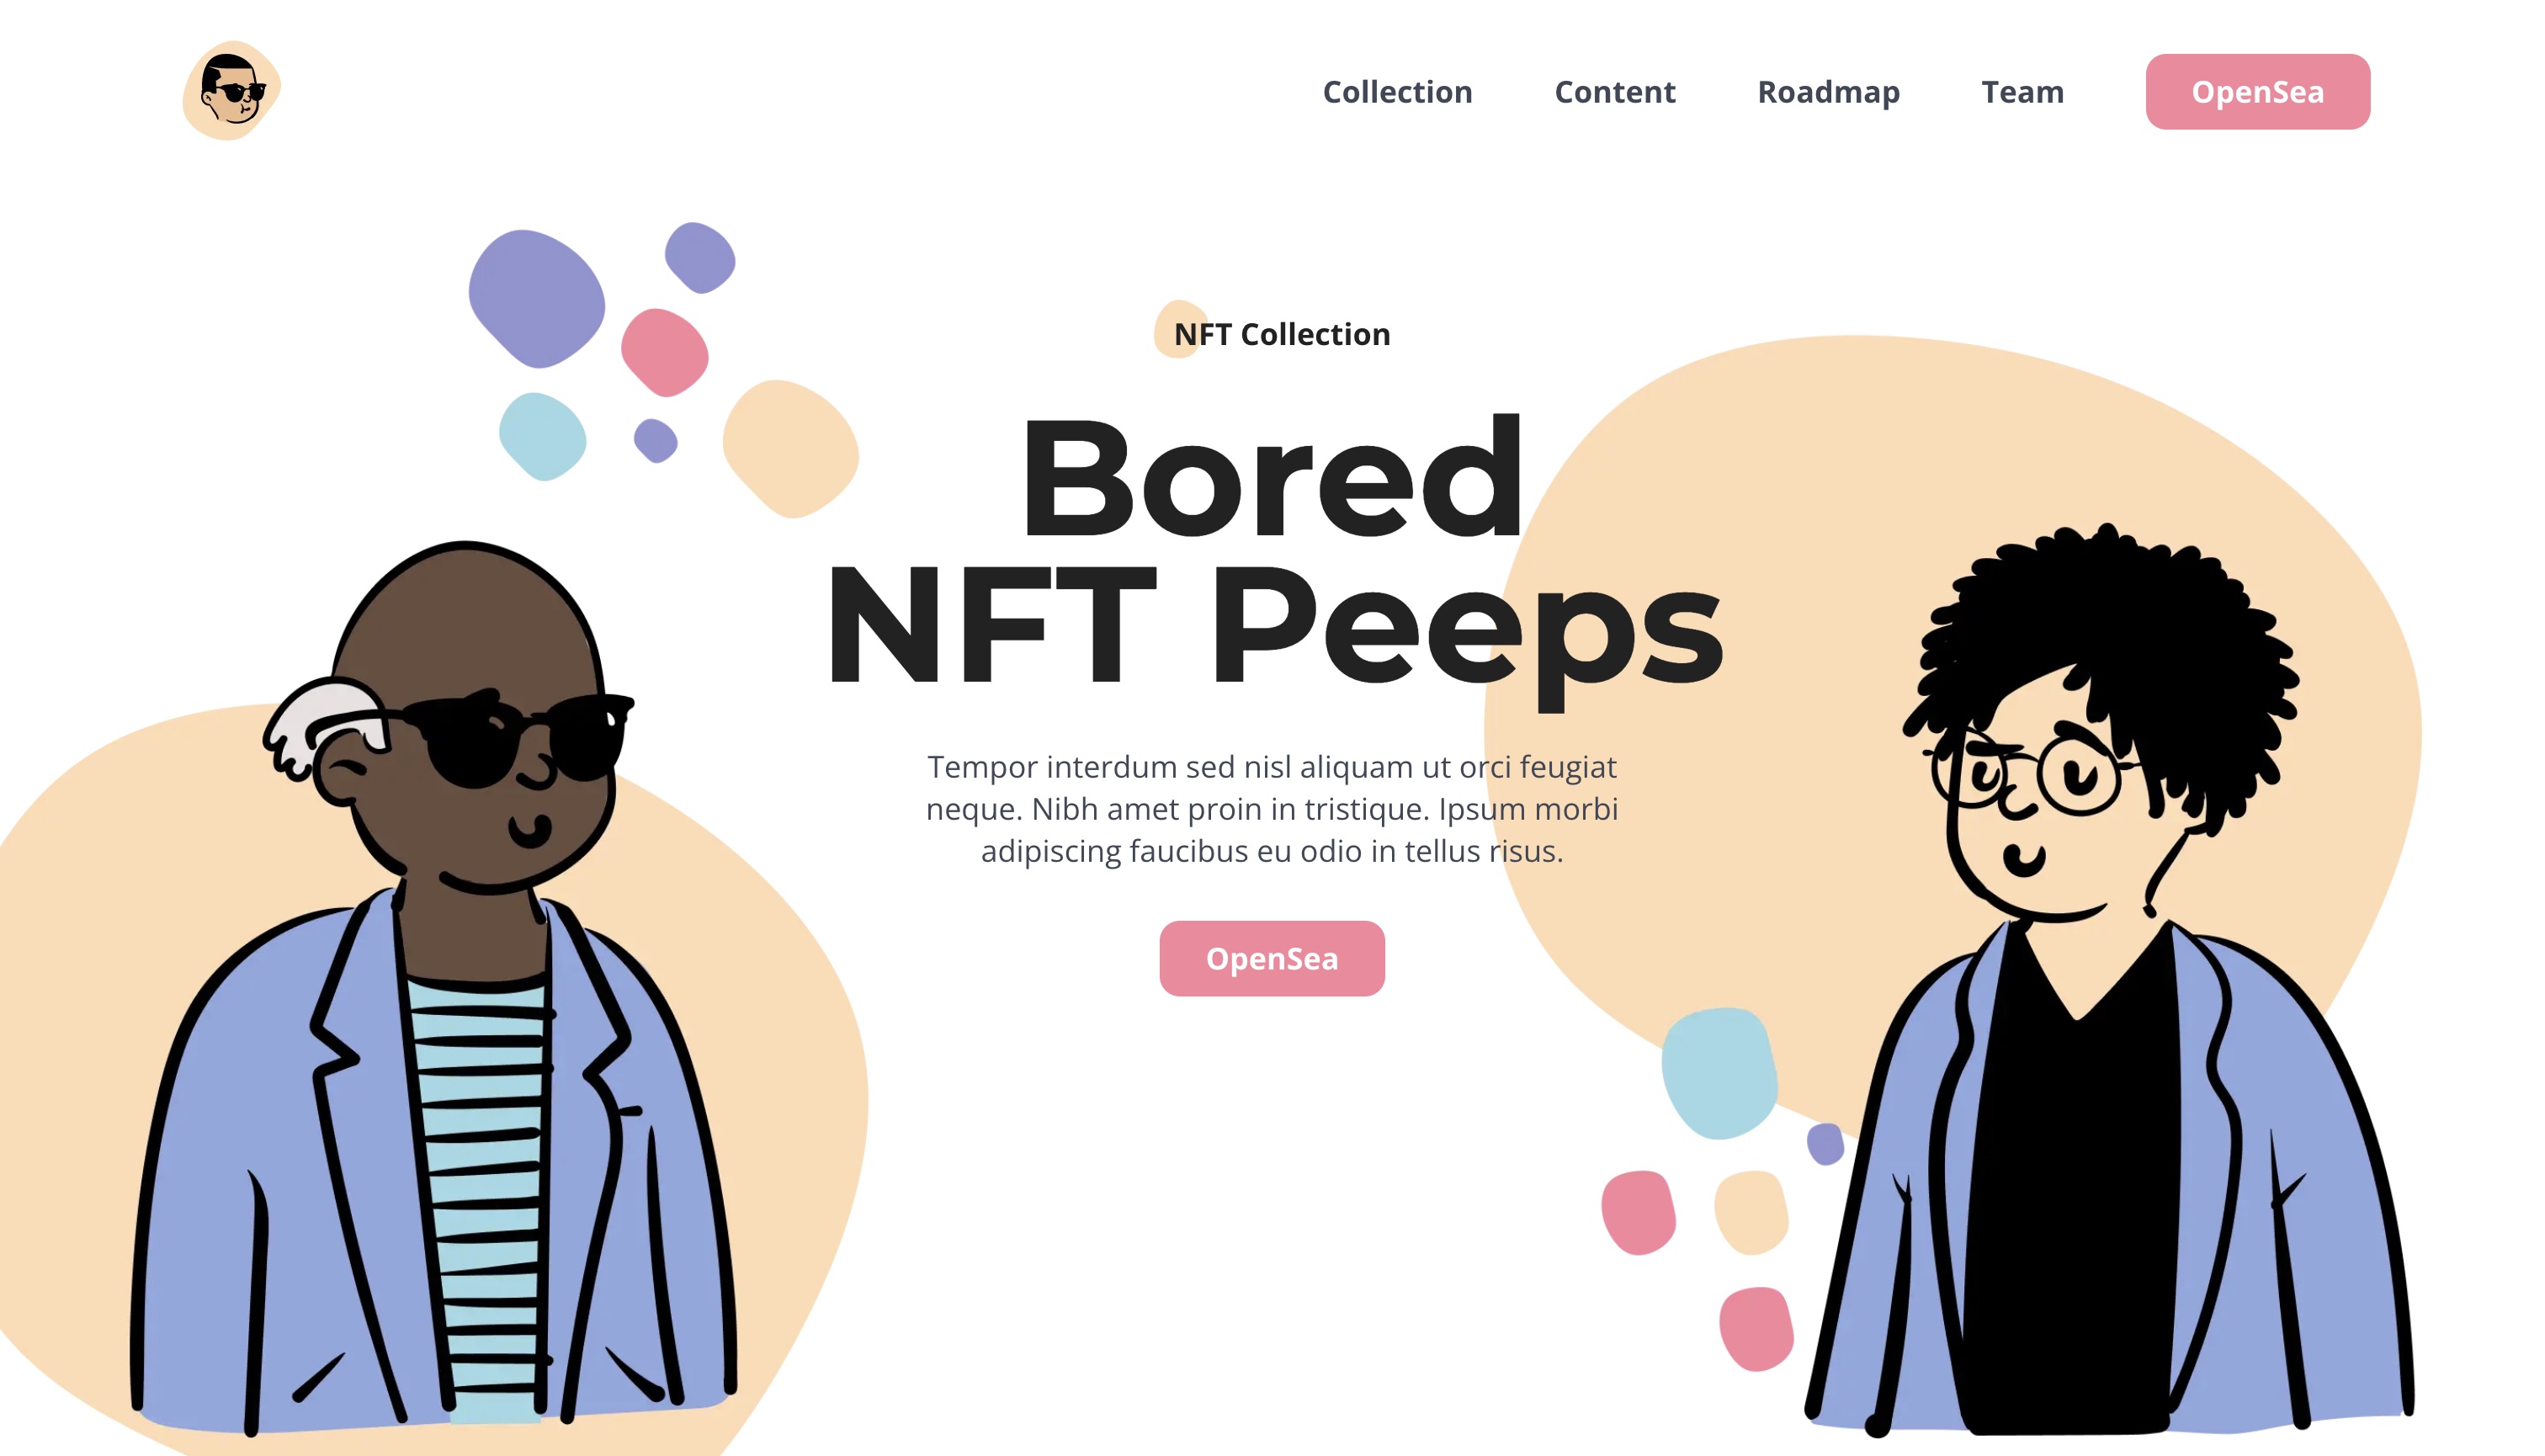 Collection
Content
Roadmap
Team
OpenSea
NFT Collection
Bored
NFT Peeps
Tempor interdum sed nisl aliquam ut orci feugiat
neque. Nibh amet proin in tristique. Ipsum morbi
adipiscing faucibus eu odio in tellus risus.
OpenSea